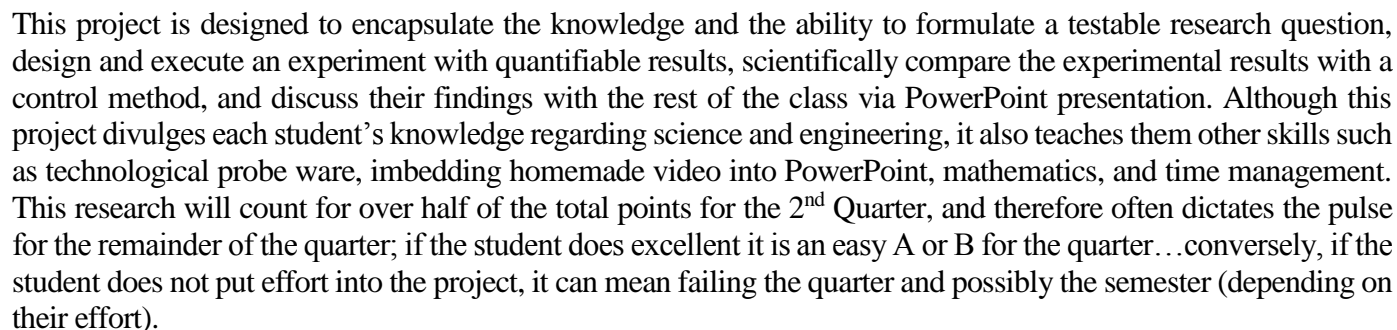 This project is designed to encapsulate the knowledge and the ability to formulate a testable research question,
design and execute an experiment with quantifiable results, scientifically compare the experimental results with a
control method, and discuss their findings with the rest of the class via PowerPoint presentation. Although this
project divulges each student’s knowledge regarding science and engineering, it also teaches them other skills such
as technological probe ware, imbedding homemade video into PowerPoint, mathematics, and time management.
This research will count for over half of the total points for the 2nd Quarter, and therefore often dictates the pulse
for the remainder of the quarter; if the student does excellent it is an easy A or B for the quarter…conversely, if the
student does not put effort into the project, it can mean failing the quarter and possibly the semester (depending on
their effort).